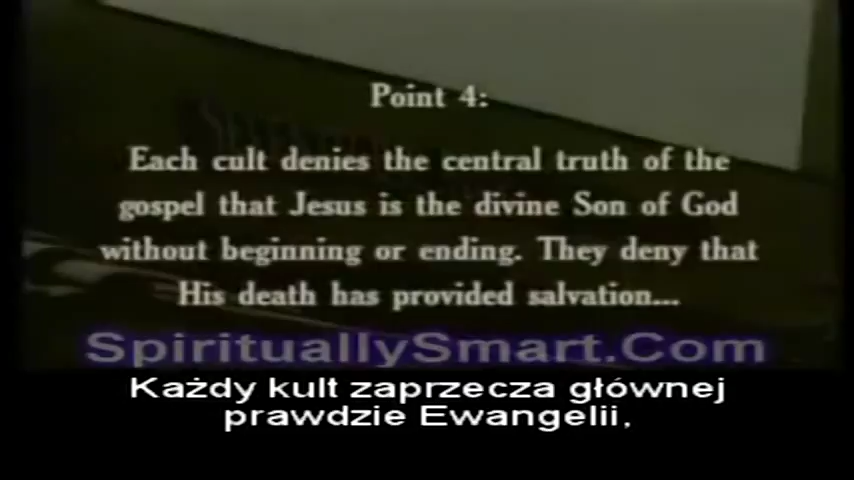 Point 4:
Each cult denies the central truth of the
gospel that Jesus is the divine Son of God
without beginning or ending. They deny that
His death has provided salvation...
SpirituallySmart.Com
Każdy kult zaprzecza głównej
prawdzie Ewangelii,